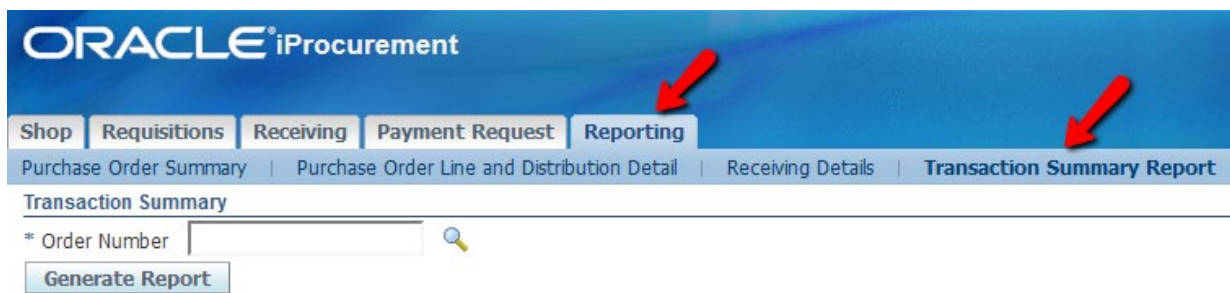 ORACLE® iProcurement
Shop Requisitions Receiving Payment Request Reporting
Purchase Order Summary | Purchase Order Line and Distribution Detail | Receiving Details | Transaction Summary Report
Transaction Summary
* Order Number
Generate Report